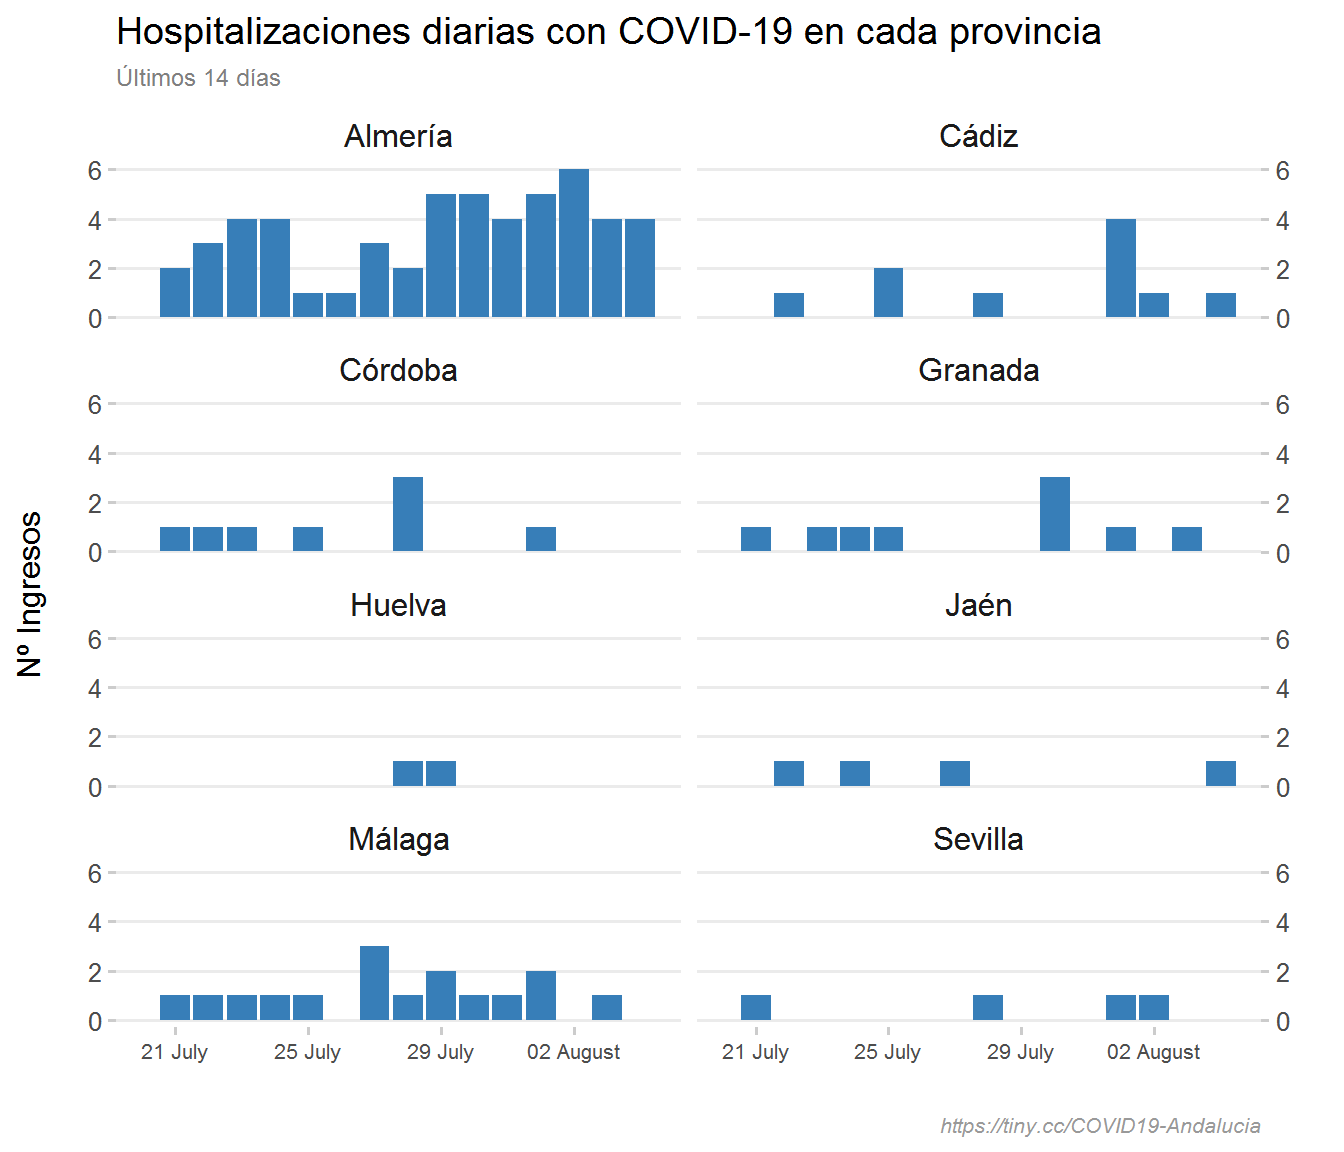 Hospitalizaciones diarias con COVID-19 en cada provincia
Últimos 14 días
Almería Cádiz
6 6
4 4
2 2
0 0
Córdoba Granada
6 6
4 4
2 2
0 0
Nº Ingresos
Huelva Jaén
6 6
4 4
2 2
0 0
Málaga Sevilla
6 6
4 4
2 2
0 0
21 July 25 July 29 July 02 August 21 July 25 July 29 July 02 August
https://tiny.cc/COVID19-Andalucia